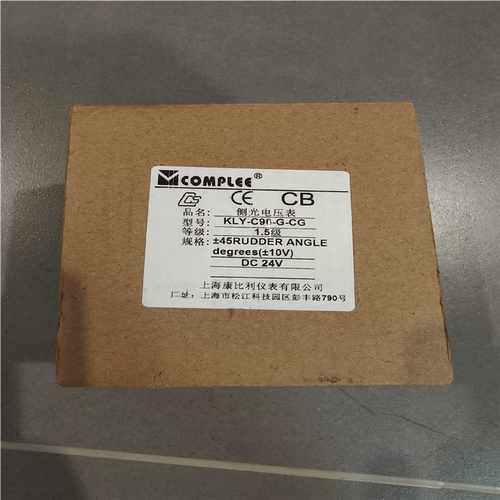 COMPLEE®
CE CB
品名: 侧光电压表
型号: KLY-C96-G-CG
等级: 1.5级
规格: ±45RUDDER ANGLE
degrees(±10V)
DC 24V
上海康比利仪表有限公司
厂址: 上海市松江科技园区彭丰路790号